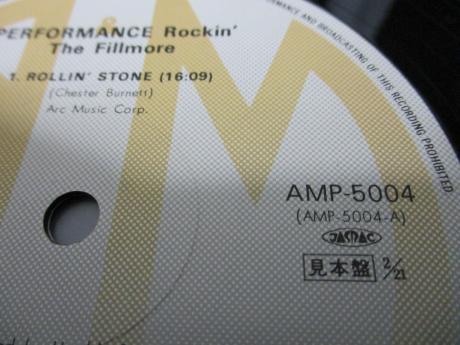 PERFORMANCE Rockin'
The Fillmore
1. ROLLIN' STONE (16:09)
(Chester Burnett)
Arc Music Corp.
PERFORMANCE AND BROADCASTING OF THIS RECORDING PROHIBITED
AMP-5004
(AMP-5004-A)
JASRAC
見本盤 2/21